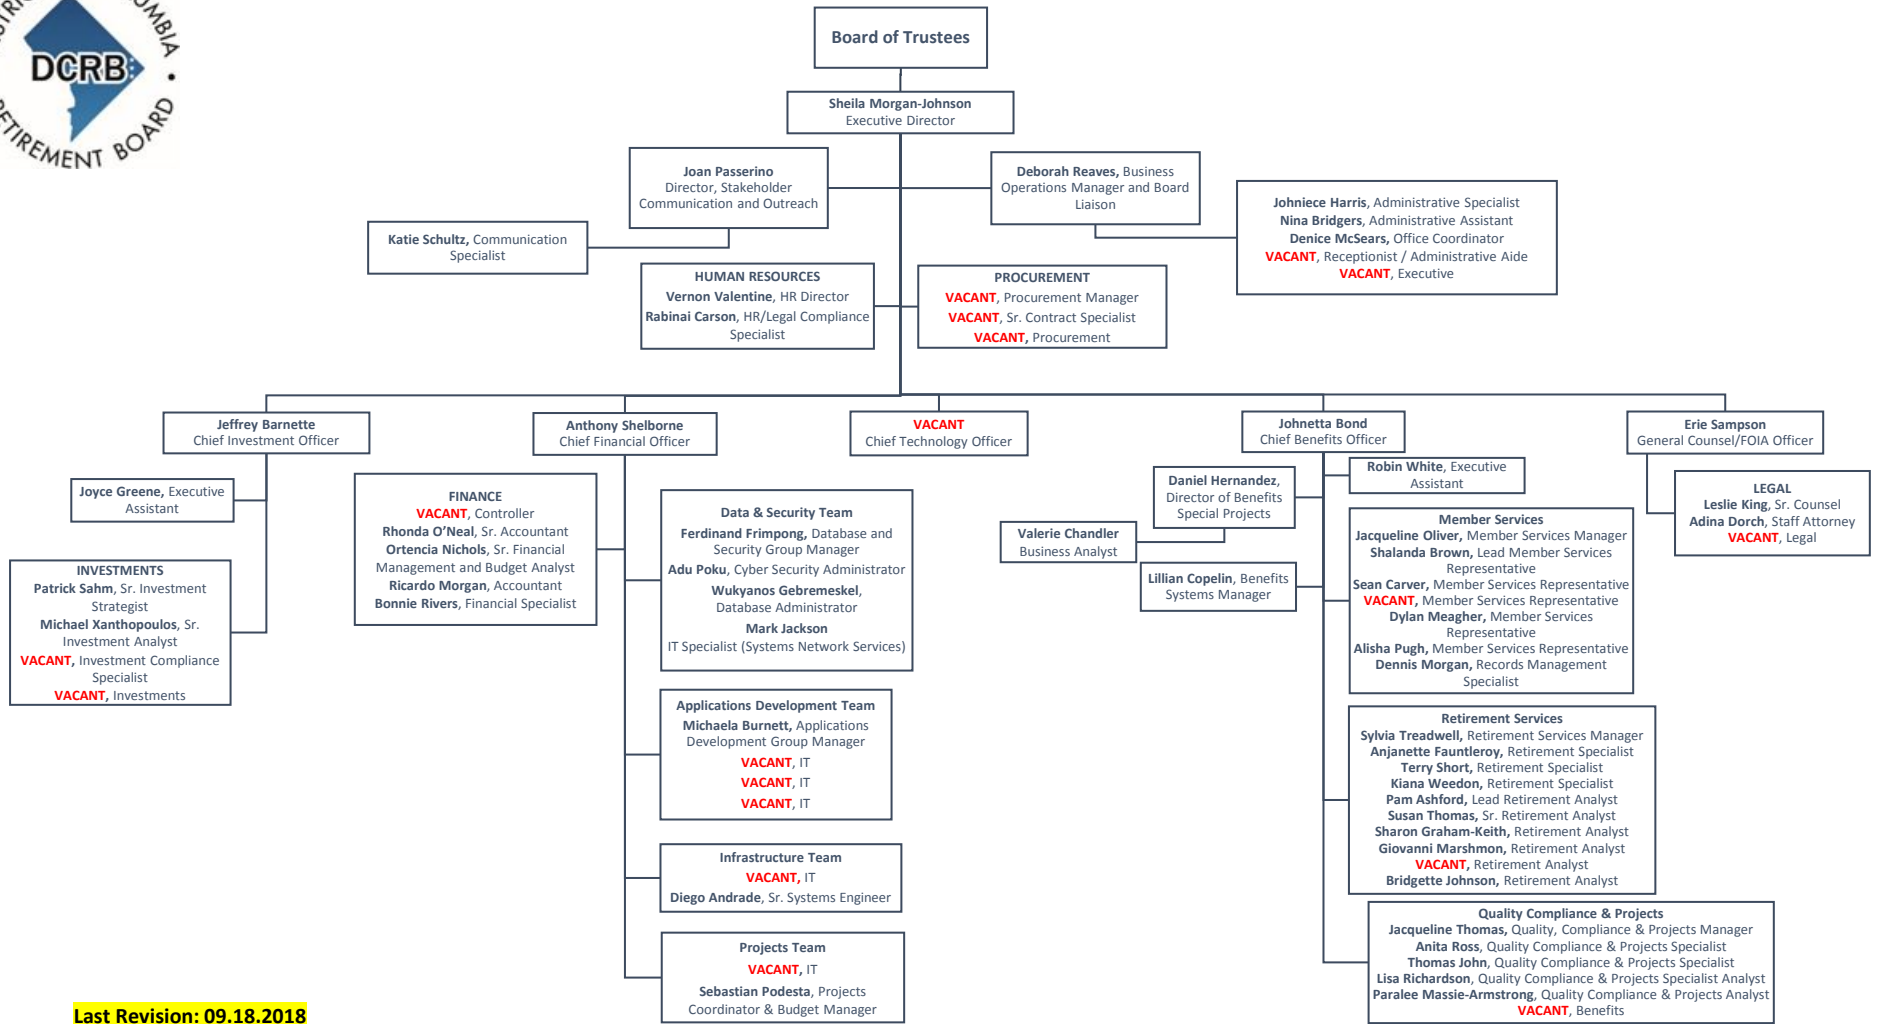 DCRB
RETIREMENT BOARD
Board of Trustees
Sheila Morgan-Johnson
Executive Director
Joan Passerino
Director, Stakeholder
Communication and Outreach
Deborah Reaves, Business
Operations Manager and Board
Liaison
Johniece Harris, Administrative Specialist
Nina Bridgers, Administrative Assistant
Denice McSears, Office Coordinator
VACANT, Receptionist / Administrative Aide
VACANT, Executive
Katie Schultz, Communication
Specialist
HUMAN RESOURCES
Vernon Valentine, HR Director
Rabinai Carson, HR/Legal Compliance
Specialist
PROCUREMENT
VACANT, Procurement Manager
VACANT, Sr. Contract Specialist
VACANT, Procurement
Jeffrey Barnette
Chief Investment Officer
Joyce Greene, Executive
Assistant
INVESTMENTS
Patrick Sahm, Sr. Investment
Strategist
Michael Xanthopoulos, Sr.
Investment Analyst
VACANT, Investment Compliance
Specialist
VACANT, Investments
Anthony Shelborne
Chief Financial Officer
FINANCE
VACANT, Controller
Rhonda O’Neal, Sr. Accountant
Ortencia Nichols, Sr. Financial
Management and Budget Analyst
Ricardo Morgan, Accountant
Bonnie Rivers, Financial Specialist
Data & Security Team
Ferdinand Frimpong, Database and
Security Group Manager
Adu Poku, Cyber Security Administrator
Wukyanos Gebremeskel,
Database Administrator
Mark Jackson
IT Specialist (Systems Network Services)
Applications Development Team
Michaela Burnett, Applications
Development Group Manager
VACANT, IT
VACANT, IT
VACANT, IT
Infrastructure Team
VACANT, IT
Diego Andrade, Sr. Systems Engineer
Projects Team
VACANT, IT
Sebastian Podesta, Projects
Coordinator & Budget Manager
VACANT
Chief Technology Officer
Johnetta Bond
Chief Benefits Officer
Daniel Hernandez,
Director of Benefits
Special Projects
Valerie Chandler
Business Analyst
Lillian Copelin, Benefits
Systems Manager
Robin White, Executive
Assistant
Member Services
Jacqueline Oliver, Member Services Manager
Shalanda Brown, Lead Member Services
Representative
Sean Carver, Member Services Representative
VACANT, Member Services Representative
Dylan Meagher, Member Services
Representative
Alisha Pugh, Member Services Representative
Dennis Morgan, Records Management
Specialist
Retirement Services
Sylvia Treadwell, Retirement Services Manager
Anjanette Fauntleroy, Retirement Specialist
Terry Short, Retirement Specialist
Kiana Weedon, Retirement Specialist
Pam Ashford, Lead Retirement Analyst
Susan Thomas, Sr. Retirement Analyst
Sharon Graham-Keith, Retirement Analyst
Giovanni Marshmon, Retirement Analyst
VACANT, Retirement Analyst
Bridgette Johnson, Retirement Analyst
Quality Compliance & Projects
Jacqueline Thomas, Quality, Compliance & Projects Manager
Anita Ross, Quality Compliance & Projects Specialist
Thomas John, Quality Compliance & Projects Specialist
Lisa Richardson, Quality Compliance & Projects Specialist Analyst
Paralee Massie-Armstrong, Quality Compliance & Projects Analyst
VACANT, Benefits
Erie Sampson
General Counsel/FOIA Officer
LEGAL
Leslie King, Sr. Counsel
Adina Dorch, Staff Attorney
VACANT, Legal
Last Revision: 09.18.2018